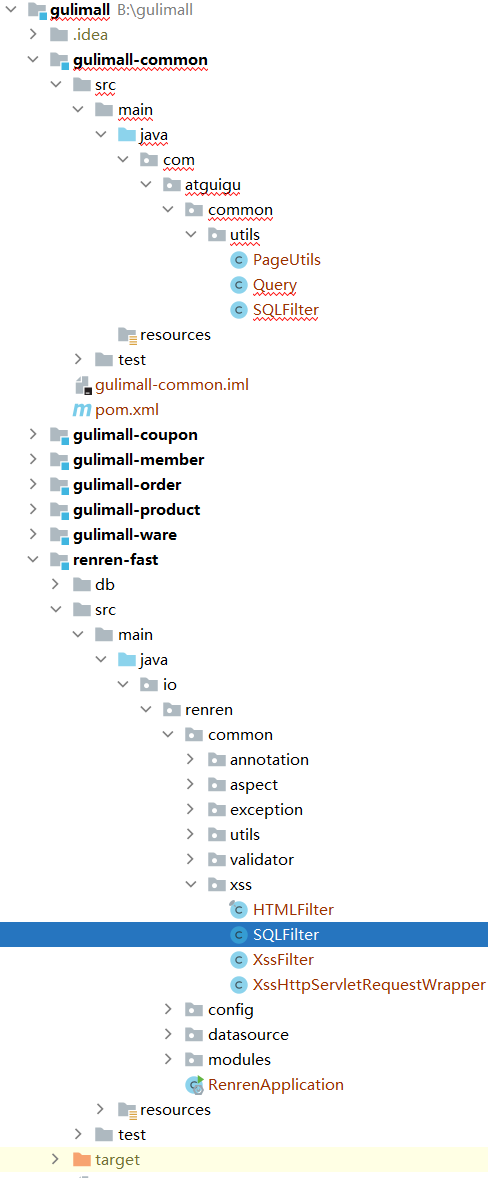 gulimall B:\gulimall
.idea
gulimall-common
src
main
java
com
atguigu
common
utils
PageUtils
Query
SQLFilter
resources
test
gulimall-common.iml
pom.xml
gulimall-coupon
gulimall-member
gulimall-order
gulimall-product
gulimall-ware
renren-fast
db
src
main
java
io
renren
common
annotation
aspect
exception
utils
validator
xss
HTMLFilter
SQLFilter
XssFilter
XssHttpServletRequestWrapper
config
datasource
modules
RenrenApplication
resources
test
target